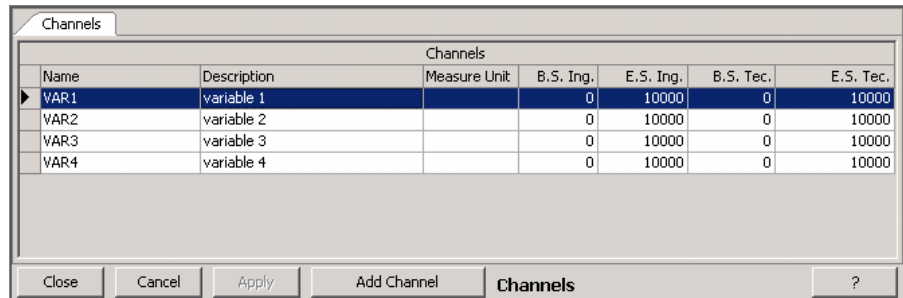 Channels
Channels
Name Description Measure Unit B.S. Ing. E.S. Ing. B.S. Tec. E.S. Tec.
VAR1 variable 1 0 10000 0 10000
VAR2 variable 2 0 10000 0 10000
VAR3 variable 3 0 10000 0 10000
VAR4 variable 4 0 10000 0 10000
Close Cancel Apply Add Channel Channels ?